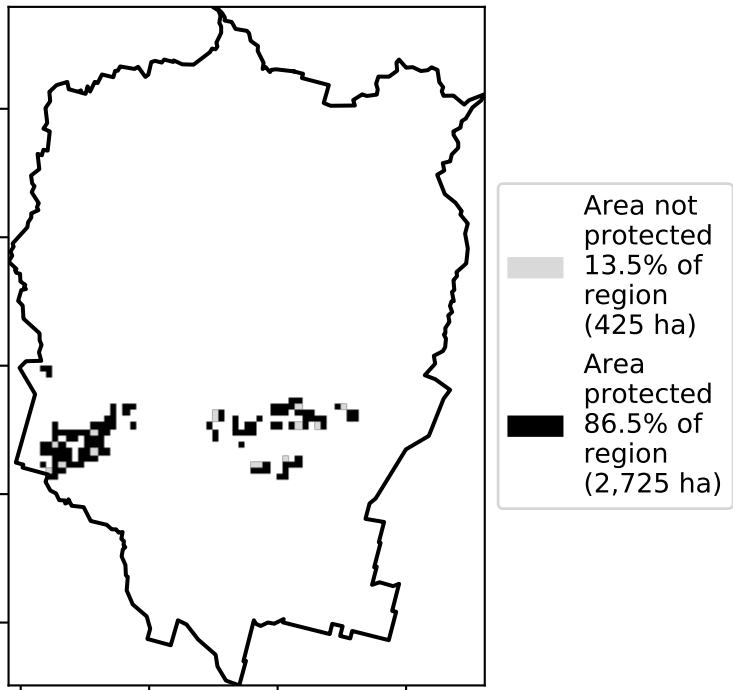 Area not
protected
13.5% of
region
(425 ha)
Area
protected
86.5% of
region
(2,725 ha)